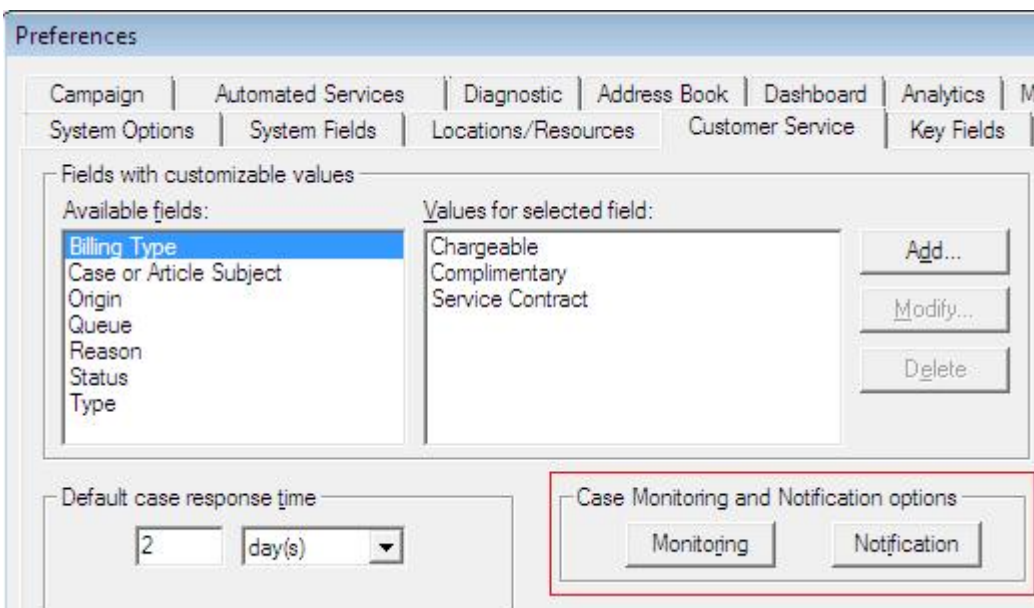 Preferences
Campaign Automated Services Diagnostic Address Book Dashboard Analytics M
System Options System Fields Locations/Resources Customer Service Key Fields
Fields with customizable values
Available fields: Values for selected field:
Billing Type Chargeable Add...
Case or Article Subject Complimentary
Origin Service Contract
Queue Modify...
Reason
Status Delete
Type
Default case response time Case Monitoring and Notification options
2 day(s) Monitoring Notification